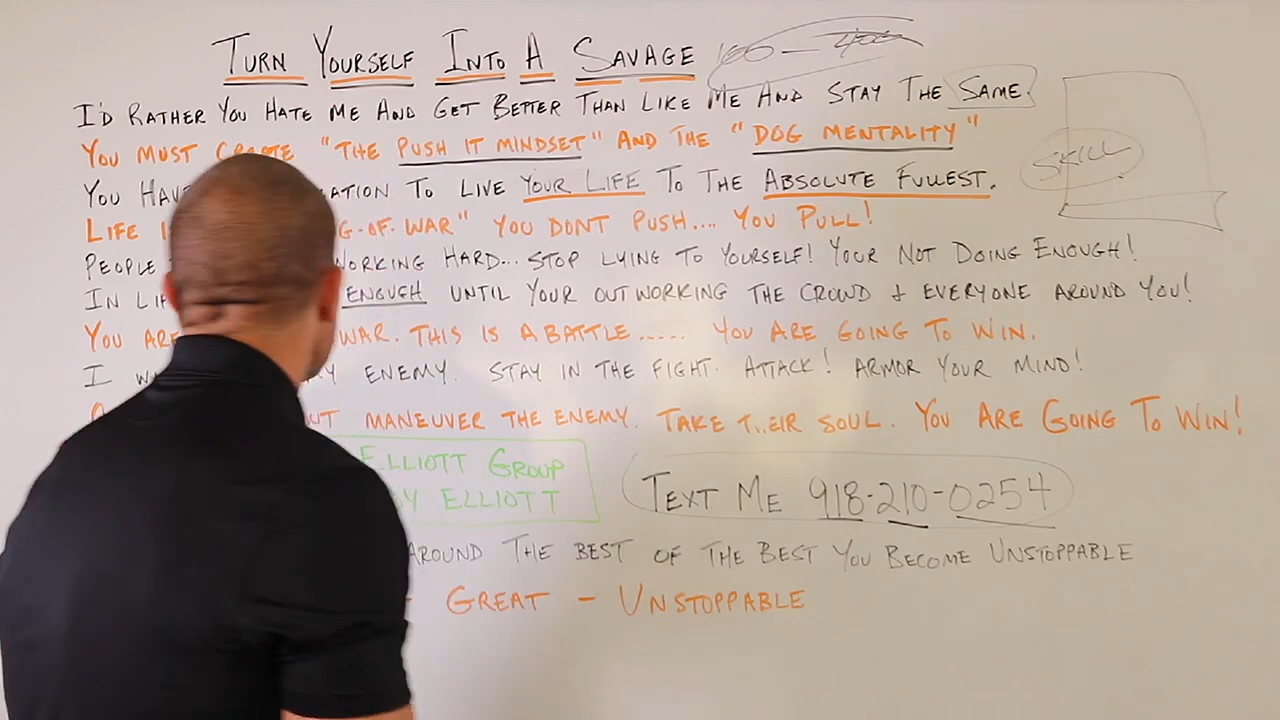 TURN YOURSELF INTO A SAVAGE
I'D RATHER YOU HATE ME AND GET BETTER THAN LIKE ME AND STAY THE SAME.
YOU MUST CREATE "THE PUSH IT MINDSET" AND THE "DOG MENTALITY"
SKILL
YOU HAVE TO LIVE YOUR LIFE TO THE ABSOLUTE FULLEST.
LIFE G-OF-WAR" YOU DONT PUSH.... YOU PULL!
PEOPLE WORKING HARD... STOP LYING TO YOURSELF! YOUR NOT DOING ENOUGH!
IN LIF ENOUGH UNTIL YOUR OUTWORKING THE CROWD & EVERYONE AROUND YOU!
YOU ARE WAR. THIS IS A BATTLE...... YOU ARE GOING TO WIN.
I W MY ENEMY. STAY IN THE FIGHT. ATTACK! ARMOR YOUR MIND!
OUT MANEUVER THE ENEMY. TAKE T..EIR SOUL. YOU ARE GOING TO WIN!
ELLIOTT GROUP
DY ELLIOTT
TEXT ME 918-210-0254
AROUND THE BEST OF THE BEST YOU BECOME UNSTOPPABLE
- GREAT - UNSTOPPABLE